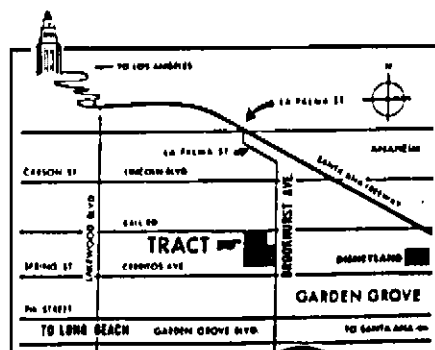 TO LOS ANGELES
N
LA PALMA ST
LA PALMA ST
ANAHEIM
SANTA ANA FREEWAY
CARSON ST
LINCOLN BLVD
LAKEWOOD BLVD
BALL RD
BROOKHURST AVE.
TRACT
DISNEYLAND
SPRING ST
CERRITOS AVE
GARDEN GROVE
7th STREET
TO LONG BEACH
GARDEN GROVE BLVD.
TO SANTA ANA